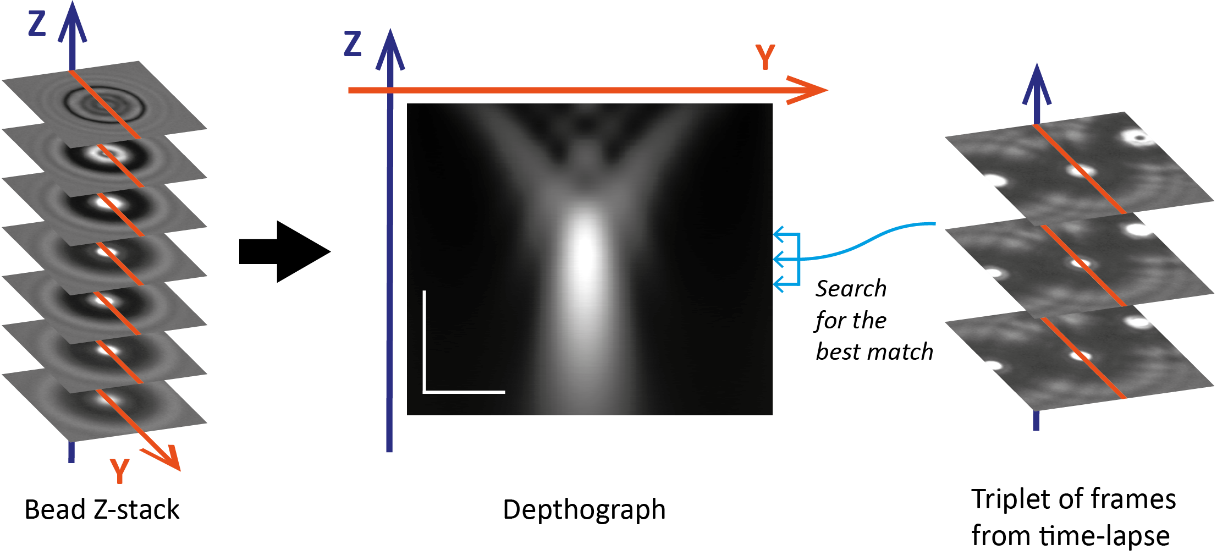 Z
Y
Bead Z-stack
Z
Y
Search
for the
best match
Depthograph
Triplet of frames
from time-lapse